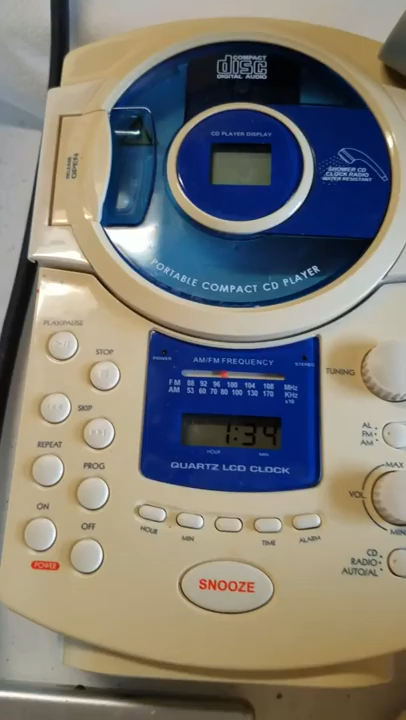 COMPACT
disc
DIGITAL AUDIO
CD PLAYER DISPLAY
RELEASE
OPEN
SHOWER CD
CLOCK RADIO
WATER RESISTANT
PORTABLE COMPACT CD PLAYER
PLAY/PAUSE
STOP
SKIP
REPEAT
PROG
ON
OFF
POWER
POWER
STEREO
AM/FM FREQUENCY
FM 88 92 96 100 104 108 MHz
AM 53 60 70 80 100 130 170 KHz
x10
1:34
HOUR
MIN
QUARTZ LCD CLOCK
HOUR
MIN
TIME
ALARM
SNOOZE
TUNING
AL
FM
AM
MAX
VOL
MIN
CD
RADIO
AUTO/AL